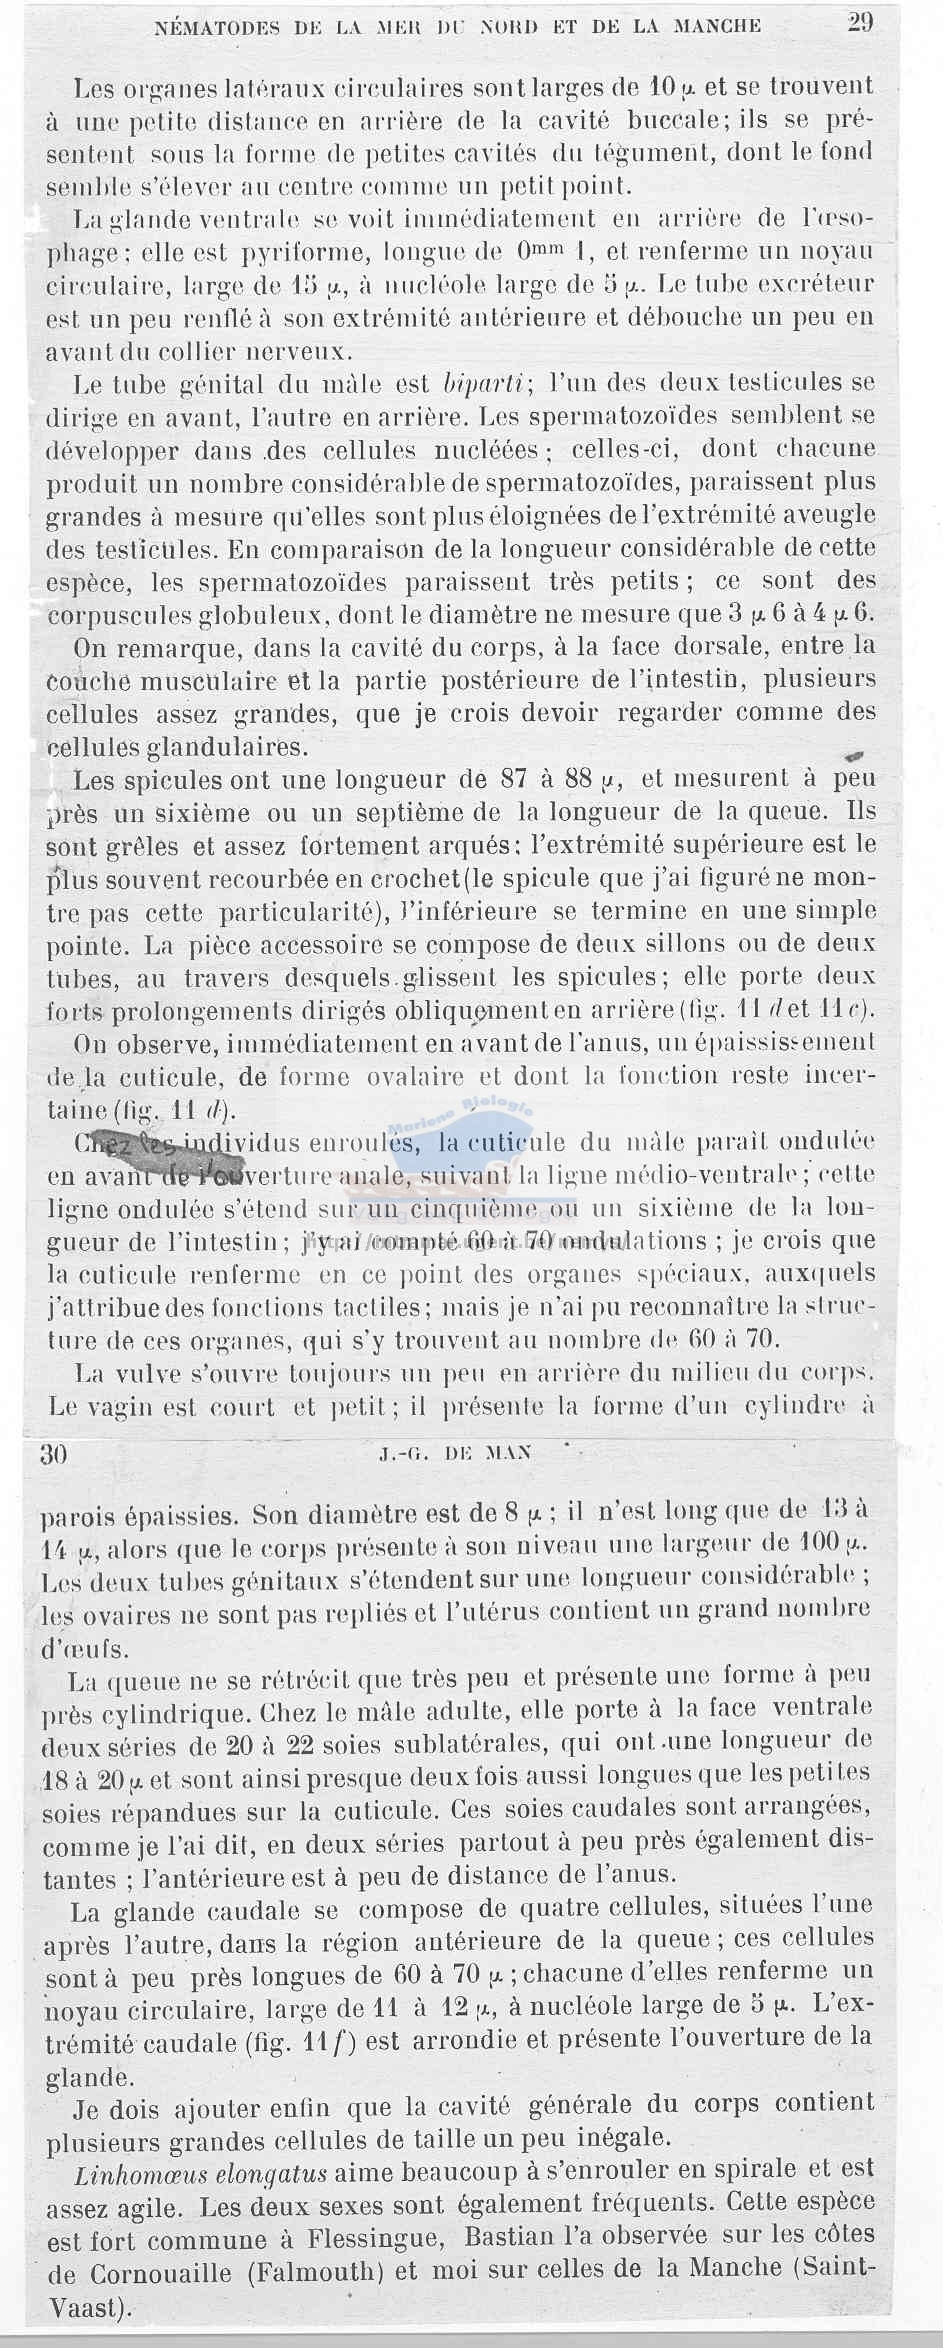 NÉMATODES DE LA MER DU NORD ET DE LA MANCHE 29
Les organes latéraux circulaires sont larges de 10 µ et se trouvent
à une petite distance en arrière de la cavité buccale; ils se pré-
sentent sous la forme de petites cavités du tégument, dont le fond
semble s'élever au centre comme un petit point.
La glande ventrale se voit immédiatement en arrière de l'œso-
phage; elle est pyriforme, longue de 0mm 1, et renferme un noyau
circulaire, large de 15 µ, à nucléole large de 5 µ. Le tube excréteur
est un peu renflé à son extrémité antérieure et débouche un peu en
avant du collier nerveux.
Le tube génital du mâle est biparti; l'un des deux testicules se
dirige en avant, l'autre en arrière. Les spermatozoïdes semblent se
développer dans des cellules nucléées; celles-ci, dont chacune
produit un nombre considérable de spermatozoïdes, paraissent plus
grandes à mesure qu'elles sont plus éloignées de l'extrémité aveugle
des testicules. En comparaison de la longueur considérable de cette
espèce, les spermatozoïdes paraissent très petits; ce sont des
corpuscules globuleux, dont le diamètre ne mesure que 3 µ 6 à 4 µ 6.
On remarque, dans la cavité du corps, à la face dorsale, entre la
couche musculaire et la partie postérieure de l'intestin, plusieurs
cellules assez grandes, que je crois devoir regarder comme des
cellules glandulaires.
Les spicules ont une longueur de 87 à 88 µ, et mesurent à peu
près un sixième ou un septième de la longueur de la queue. Ils
sont grêles et assez fortement arqués; l'extrémité supérieure est le
plus souvent recourbée en crochet (le spicule que j'ai figuré ne mon-
tre pas cette particularité), l'inférieure se termine en une simple
pointe. La pièce accessoire se compose de deux sillons ou de deux
tubes, au travers desquels glissent les spicules; elle porte deux
forts prolongements dirigés obliquement en arrière (fig. 11 d et 11 c).
On observe, immédiatement en avant de l'anus, un épaississement
de la cuticule, de forme ovalaire et dont la fonction reste incer-
taine (fig. 11 d).
Chez les individus enroulés, la cuticule du mâle paraît ondulée
en avant de l'ouverture anale, suivant la ligne médio-ventrale; cette
ligne ondulée s'étend sur un cinquième ou un sixième de la lon-
gueur de l'intestin; j'y ai compté 60 à 70 ondulations; je crois que
la cuticule renferme en ce point des organes spéciaux, auxquels
j'attribue des fonctions tactiles; mais je n'ai pu reconnaître la struc-
ture de ces organes, qui s'y trouvent au nombre de 60 à 70.
La vulve s'ouvre toujours un peu en arrière du milieu du corps.
Le vagin est court et petit; il présente la forme d'un cylindre à
30 J.-G. DE MAN
parois épaissies. Son diamètre est de 8 µ; il n'est long que de 13 à
14 µ, alors que le corps présente à son niveau une largeur de 100 µ.
Les deux tubes génitaux s'étendent sur une longueur considérable;
les ovaires ne sont pas repliés et l'utérus contient un grand nombre
d'œufs.
La queue ne se rétrécit que très peu et présente une forme à peu
près cylindrique. Chez le mâle adulte, elle porte à la face ventrale
deux séries de 20 à 22 soies sublatérales, qui ont une longueur de
18 à 20 µ et sont ainsi presque deux fois aussi longues que les petites
soies répandues sur la cuticule. Ces soies caudales sont arrangées,
comme je l'ai dit, en deux séries partout à peu près également dis-
tantes; l'antérieure est à peu de distance de l'anus.
La glande caudale se compose de quatre cellules, situées l'une
après l'autre, dans la région antérieure de la queue; ces cellules
sont à peu près longues de 60 à 70 µ; chacune d'elles renferme un
noyau circulaire, large de 11 à 12 µ, à nucléole large de 5 µ. L'ex-
trémité caudale (fig. 11 f) est arrondie et présente l'ouverture de la
glande.
Je dois ajouter enfin que la cavité générale du corps contient
plusieurs grandes cellules de taille un peu inégale.
Linhomœus elongatus aime beaucoup à s'enrouler en spirale et est
assez agile. Les deux sexes sont également fréquents. Cette espèce
est fort commune à Flessingue, Bastian l'a observée sur les côtes
de Cornouaille (Falmouth) et moi sur celles de la Manche (Saint-
Vaast).
Mariene Biologie